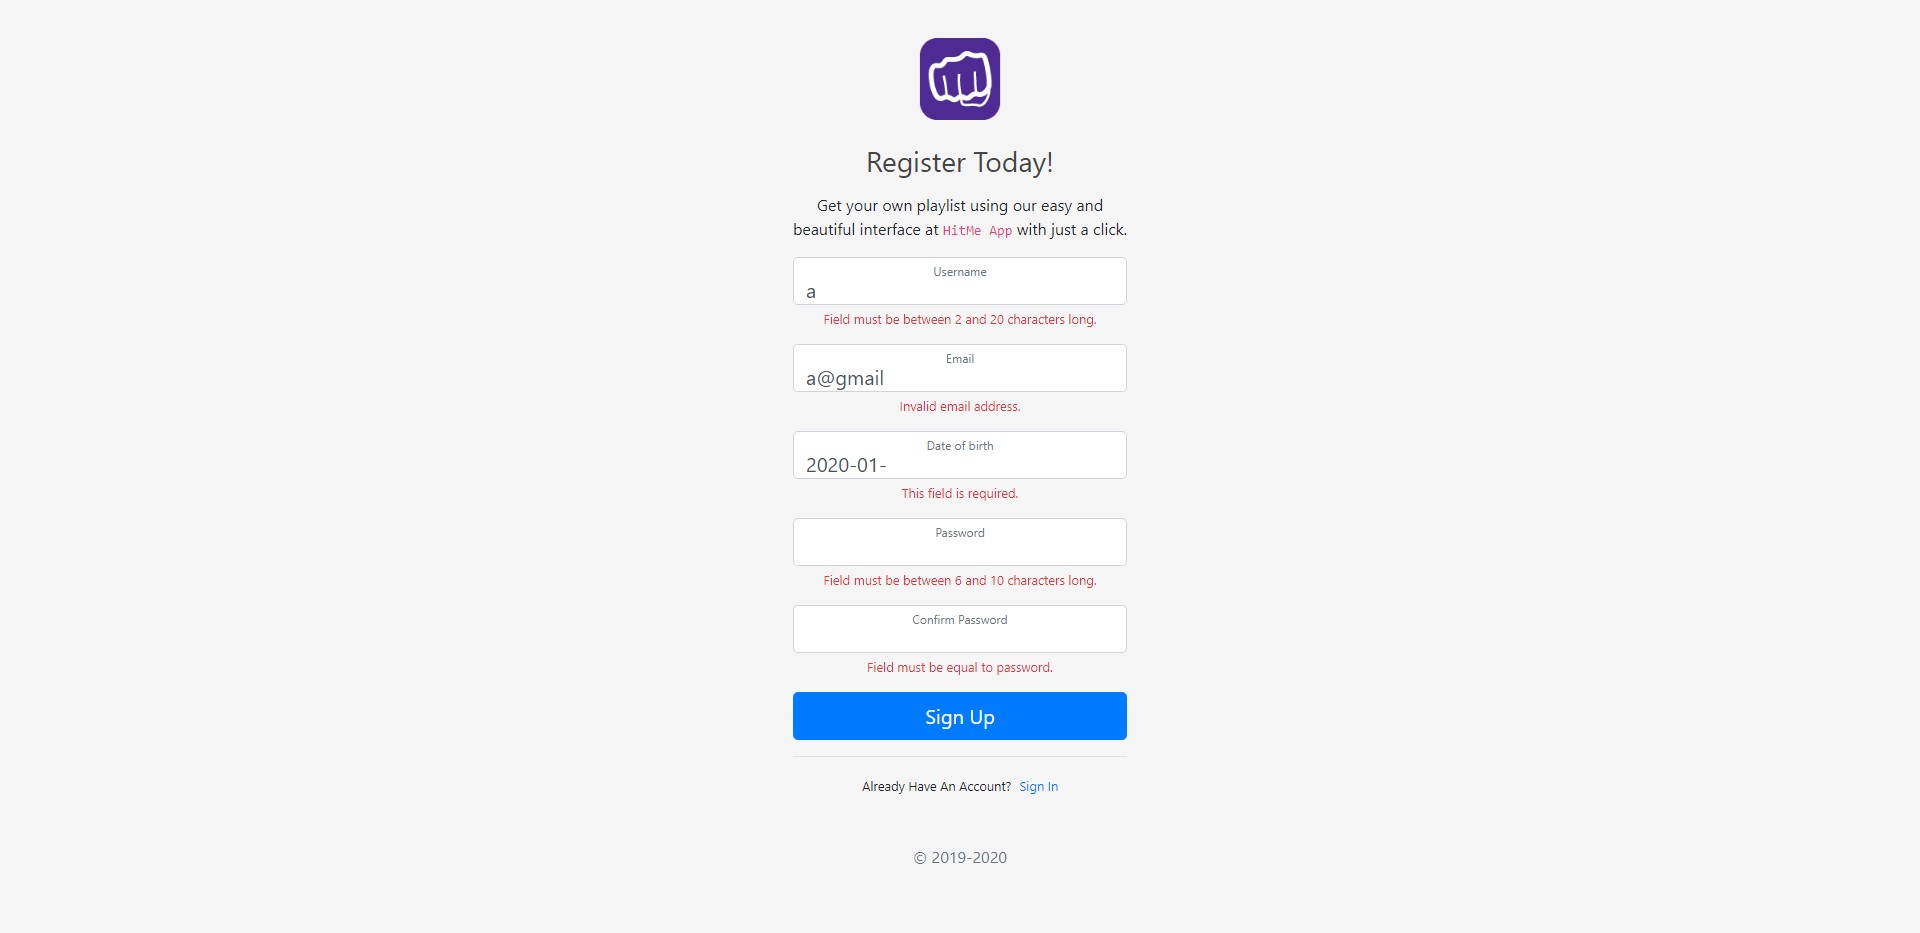 Register Today!
Get your own playlist using our easy and
beautiful interface at HitMe App with just a click.
Username
a
Field must be between 2 and 20 characters long.
Email
a@gmail
Invalid email address.
Date of birth
2020-01-
This field is required.
Password
Field must be between 6 and 10 characters long.
Confirm Password
Field must be equal to password.
Sign Up
Already Have An Account? Sign In
© 2019-2020